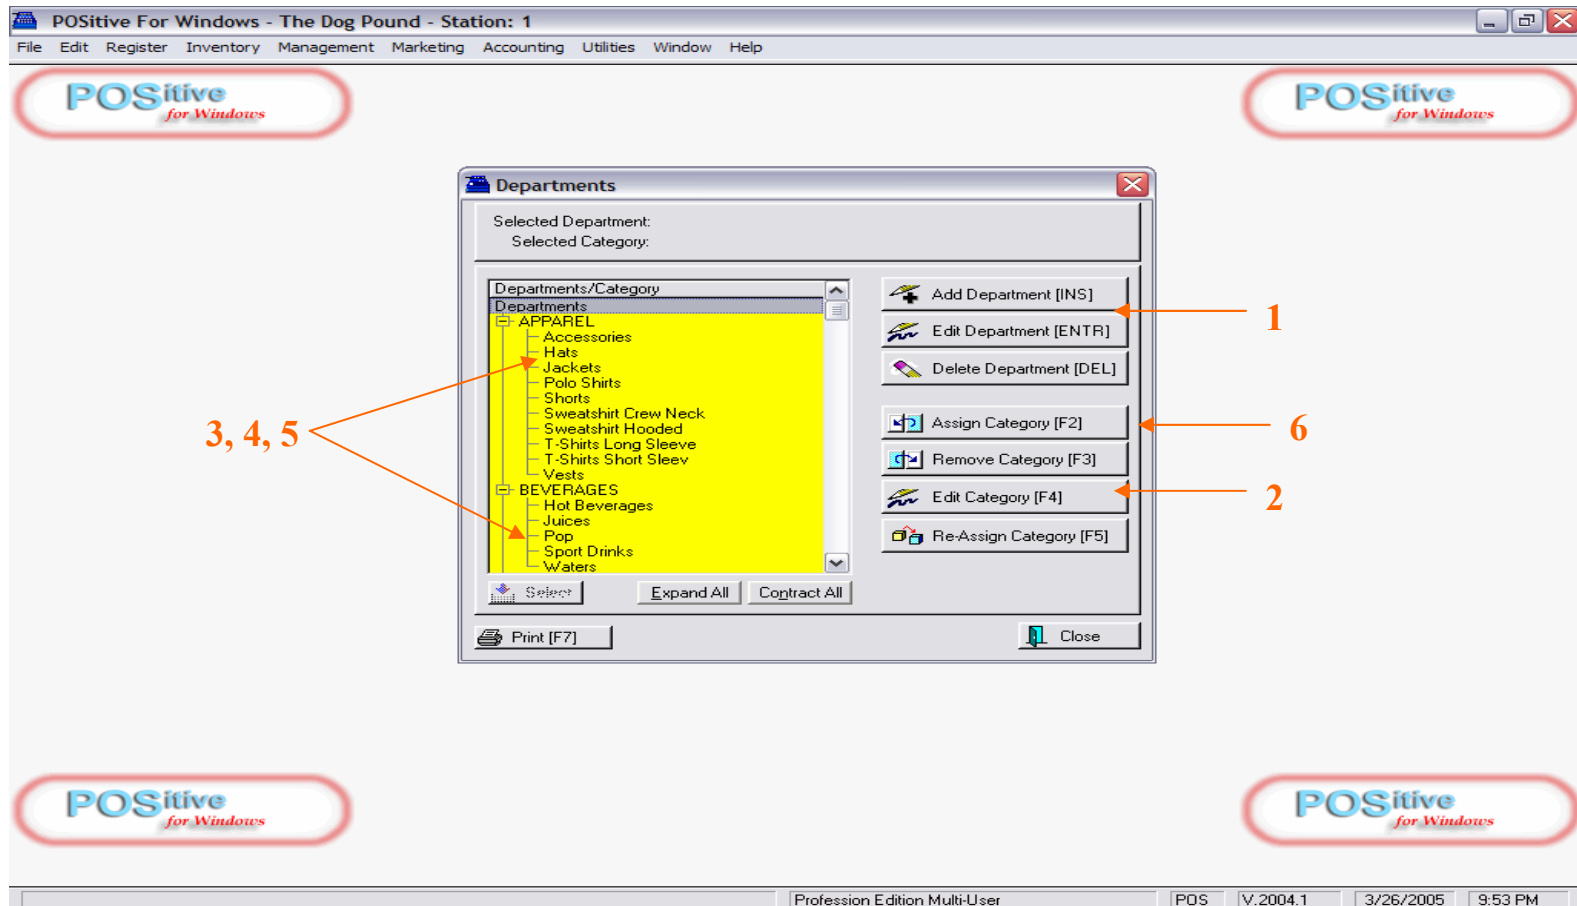 POSitive For Windows - The Dog Pound - Station: 1
File Edit Register Inventory Management Marketing Accounting Utilities Window Help
POSitive
for Windows
POSitive
for Windows
Departments
Selected Department:
Selected Category:
Departments/Category
Departments
APPAREL
Accessories
Hats
Jackets
Polo Shirts
Shorts
Sweatshirt Crew Neck
Sweatshirt Hooded
T-Shirts Long Sleeve
T-Shirts Short Sleev
Vests
BEVERAGES
Hot Beverages
Juices
Pop
Sport Drinks
Waters
Add Department [INS]
Edit Department [ENTR]
Delete Department [DEL]
Assign Category [F2]
Remove Category [F3]
Edit Category [F4]
Re-Assign Category [F5]
1
6
2
3, 4, 5
Select
Expand All
Contract All
Print [F7]
Close
POSitive
for Windows
POSitive
for Windows
Profession Edition Multi-User
POS
V.2004.1
3/26/2005
9:53 PM